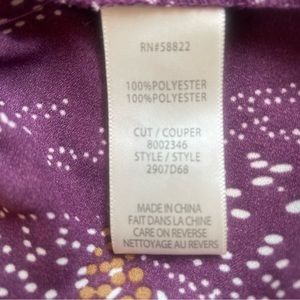 RN#58822
100%POLYESTER
100%POLYESTER
CUT / COUPER
8002346
STYLE / STYLE
2907D68
MADE IN CHINA
FAIT DANS LA CHINE
CARE ON REVERSE
NETTOYAGE AU REVERS